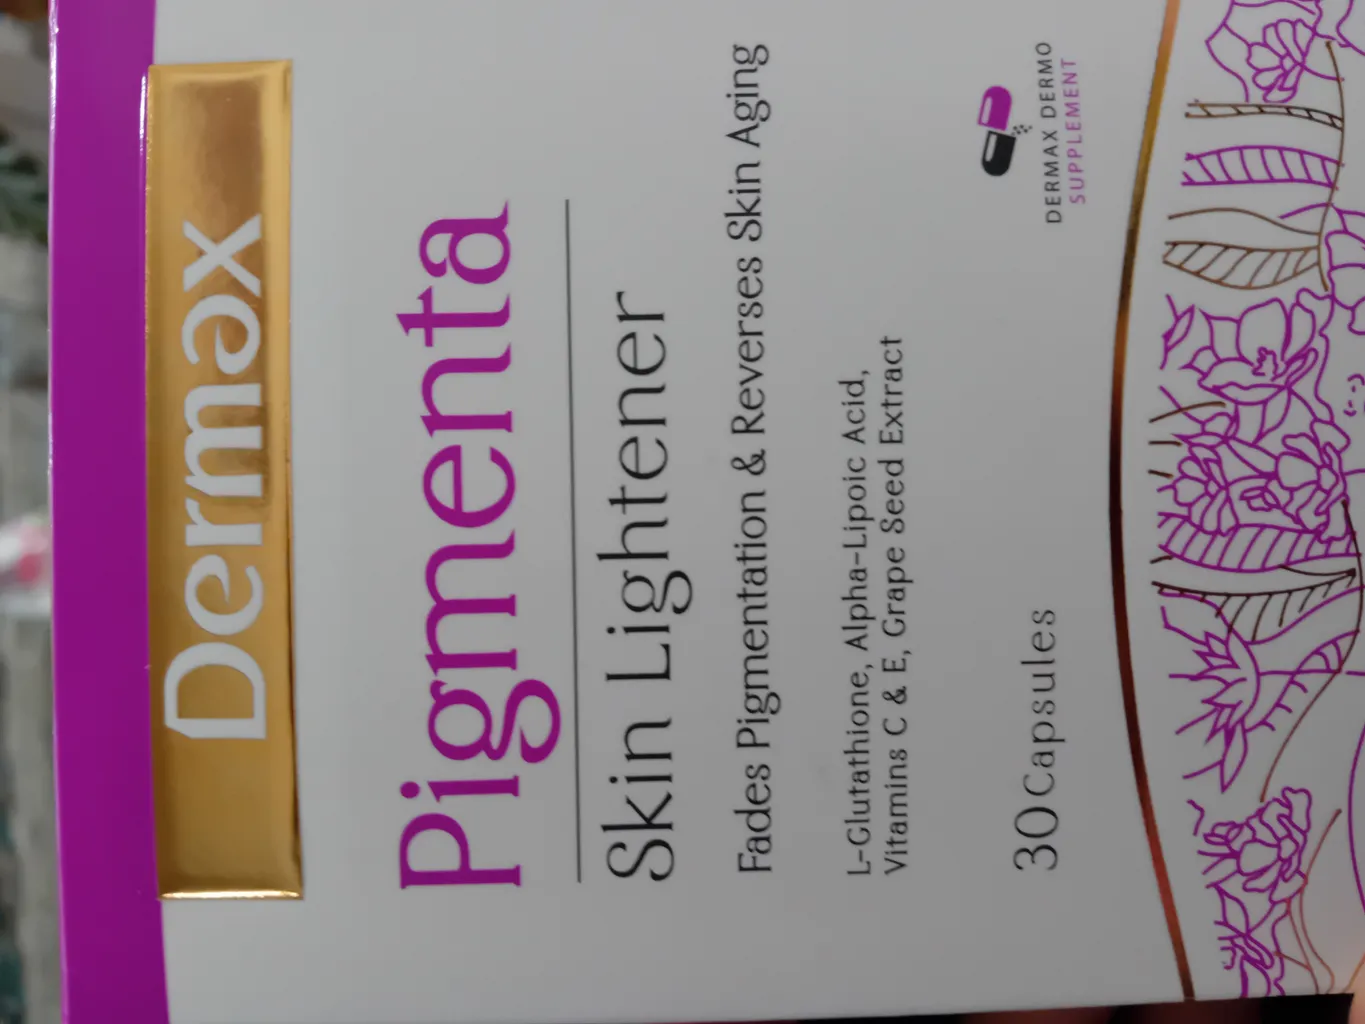 Dermax
Pigmenta
Skin Lightener
Fades Pigmentation & Reverses Skin Aging
L-Glutathione, Alpha-Lipoic Acid,
Vitamins C & E, Grape Seed Extract
30 Capsules
DERMAX DERMO
SUPPLEMENT